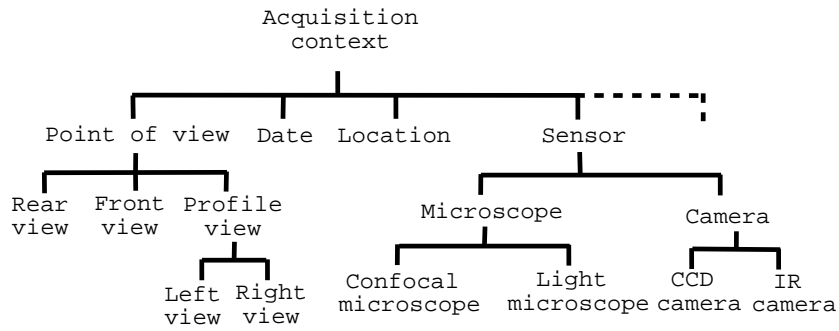 Acquisition
context
Point of view Date Location Sensor
Rear Front Profile
view view view
Microscope Camera
Left Right
view view
Confocal Light CCD IR
microscope microscope camera camera